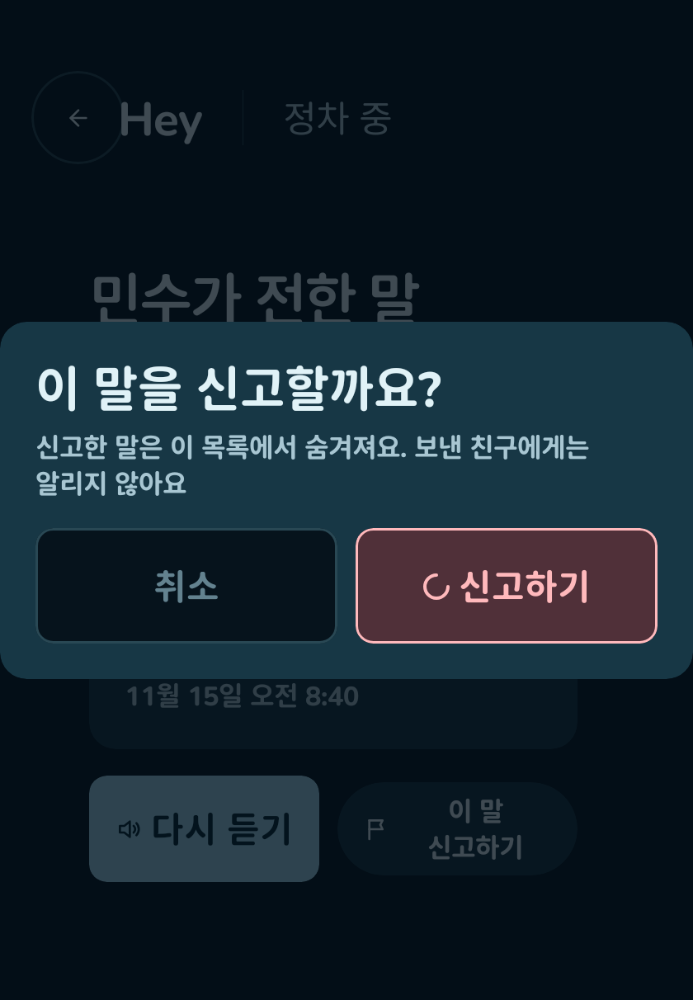 Hey 정차 중
민수가 전한 말
이 말을 신고할까요?
신고한 말은 이 목록에서 숨겨져요. 보낸 친구에게는
알리지 않아요
취소 신고하기
11월 15일 오전 8:40
다시 듣기
이 말
신고하기